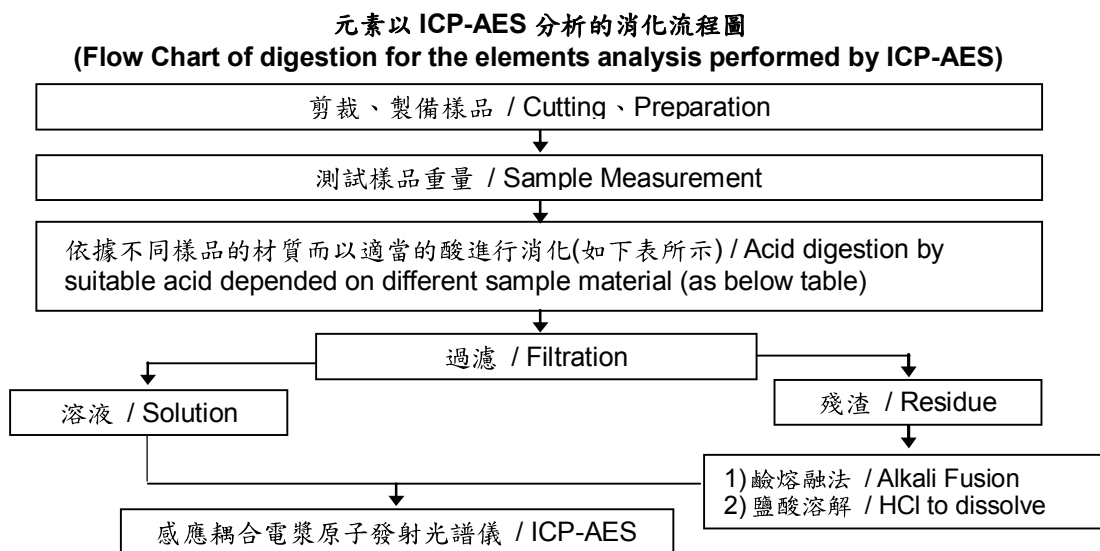 元素以 ICP-AES 分析的消化流程圖
(Flow Chart of digestion for the elements analysis performed by ICP-AES)
剪裁、製備樣品 / Cutting、Preparation
測試樣品重量 / Sample Measurement
依據不同樣品的材質而以適當的酸進行消化(如下表所示) / Acid digestion by
suitable acid depended on different sample material (as below table)
過濾 / Filtration
溶液 / Solution
殘渣 / Residue
1) 鹼熔融法 / Alkali Fusion
2) 鹽酸溶解 / HCl to dissolve
感應耦合電漿原子發射光譜儀 / ICP-AES